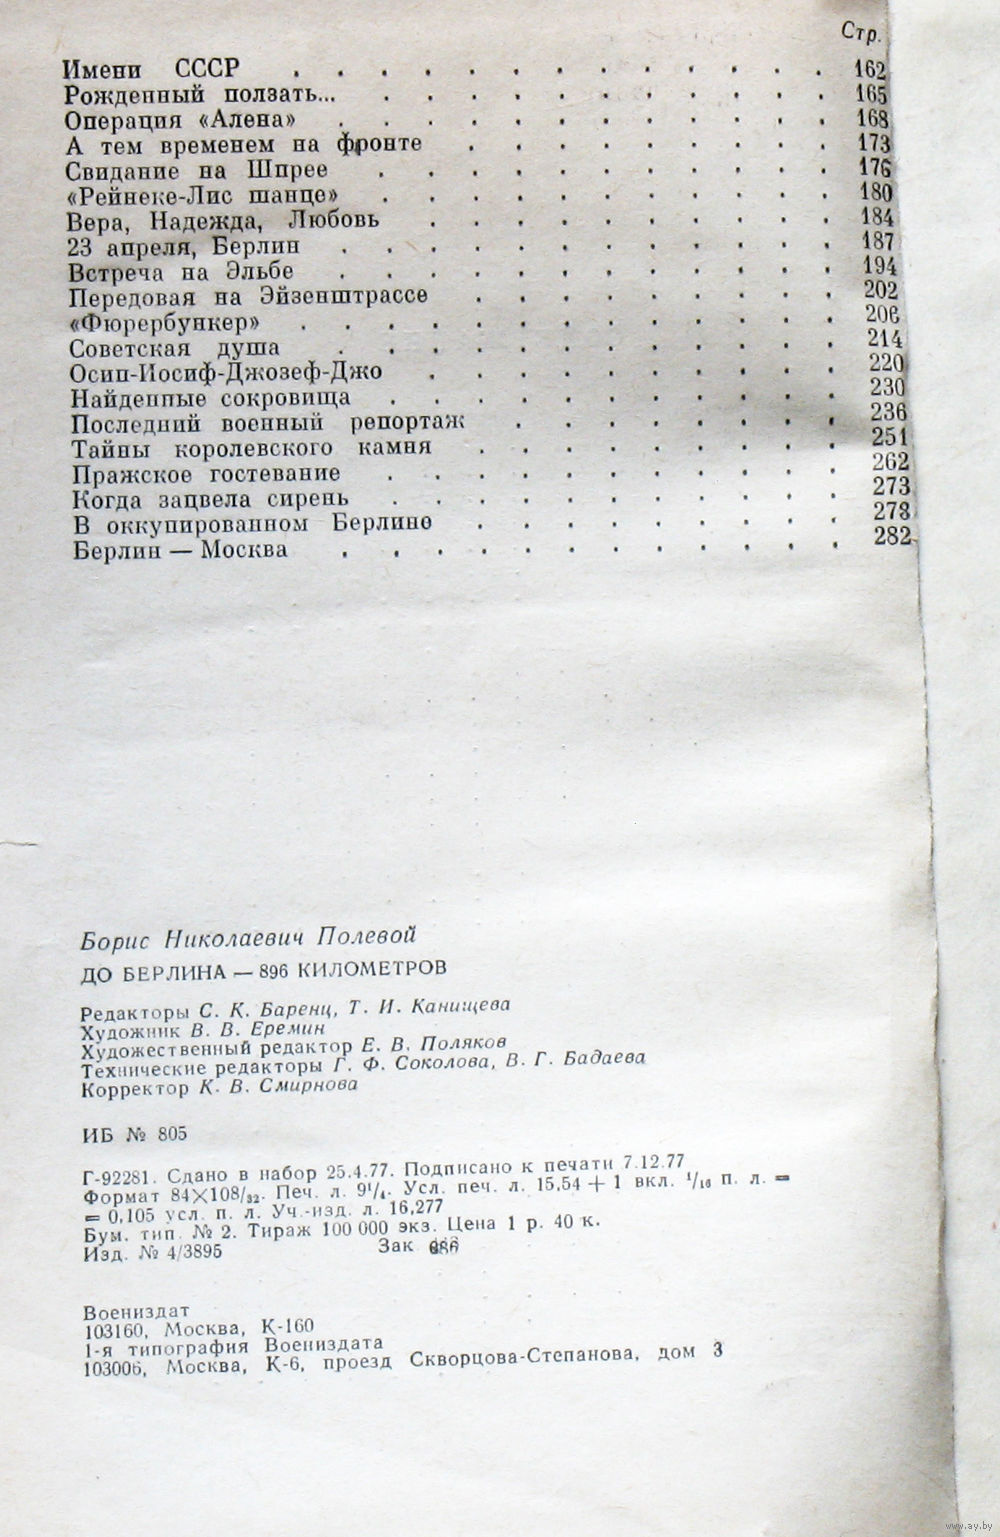 Стр.
Имени СССР . . . . . . . . . . . . . 162
Рожденный ползать... . . . . . . . . . . . 165
Операция «Алена» . . . . . . . . . . . . 168
А тем временем на фронте . . . . . . . . . 173
Свидание на Шпрее . . . . . . . . . . . 176
«Рейнеке-Лис шанце» . . . . . . . . . . . 180
Вера, Надежда, Любовь . . . . . . . . . . 184
23 апреля, Берлин . . . . . . . . . . . . 187
Встреча на Эльбе . . . . . . . . . . . . 194
Передовая на Эйзенштрассе . . . . . . . . . 202
«Фюрербункер» . . . . . . . . . . . . . 206
Советская душа . . . . . . . . . . . . 214
Осип-Иосиф-Джозеф-Джо . . . . . . . . . . 220
Найденные сокровища . . . . . . . . . . . 230
Последний военный репортаж . . . . . . . . 236
Тайны королевского камня . . . . . . . . . 251
Пражское гостевание . . . . . . . . . . . 262
Когда зацвела сирень . . . . . . . . . . . 273
В оккупированном Берлине . . . . . . . . . 278
Берлин — Москва . . . . . . . . . . . . 282
Борис Николаевич Полевой
ДО БЕРЛИНА — 896 КИЛОМЕТРОВ
Редакторы С. К. Баренц, Т. И. Канищева
Художник В. В. Еремин
Художественный редактор Е. В. Поляков
Технические редакторы Г. Ф. Соколова, В. Г. Бадаева
Корректор К. В. Смирнова
ИБ № 805
Г-92281. Сдано в набор 25.4.77. Подписано к печати 7.12.77
Формат 84×108/32. Печ. л. 9 1/4. Усл. печ. л. 15,54 + 1 вкл. 1/16 п. л. =
= 0,105 усл. п. л. Уч.-изд. л. 16,277
Бум. тип. № 2. Тираж 100 000 экз. Цена 1 р. 40 к.
Изд. № 4/3895 Зак
Воениздат
103160, Москва, К-160
1-я типография Воениздата
103006, Москва, К-6, проезд Скворцова-Степанова, дом 3
www.ay.by